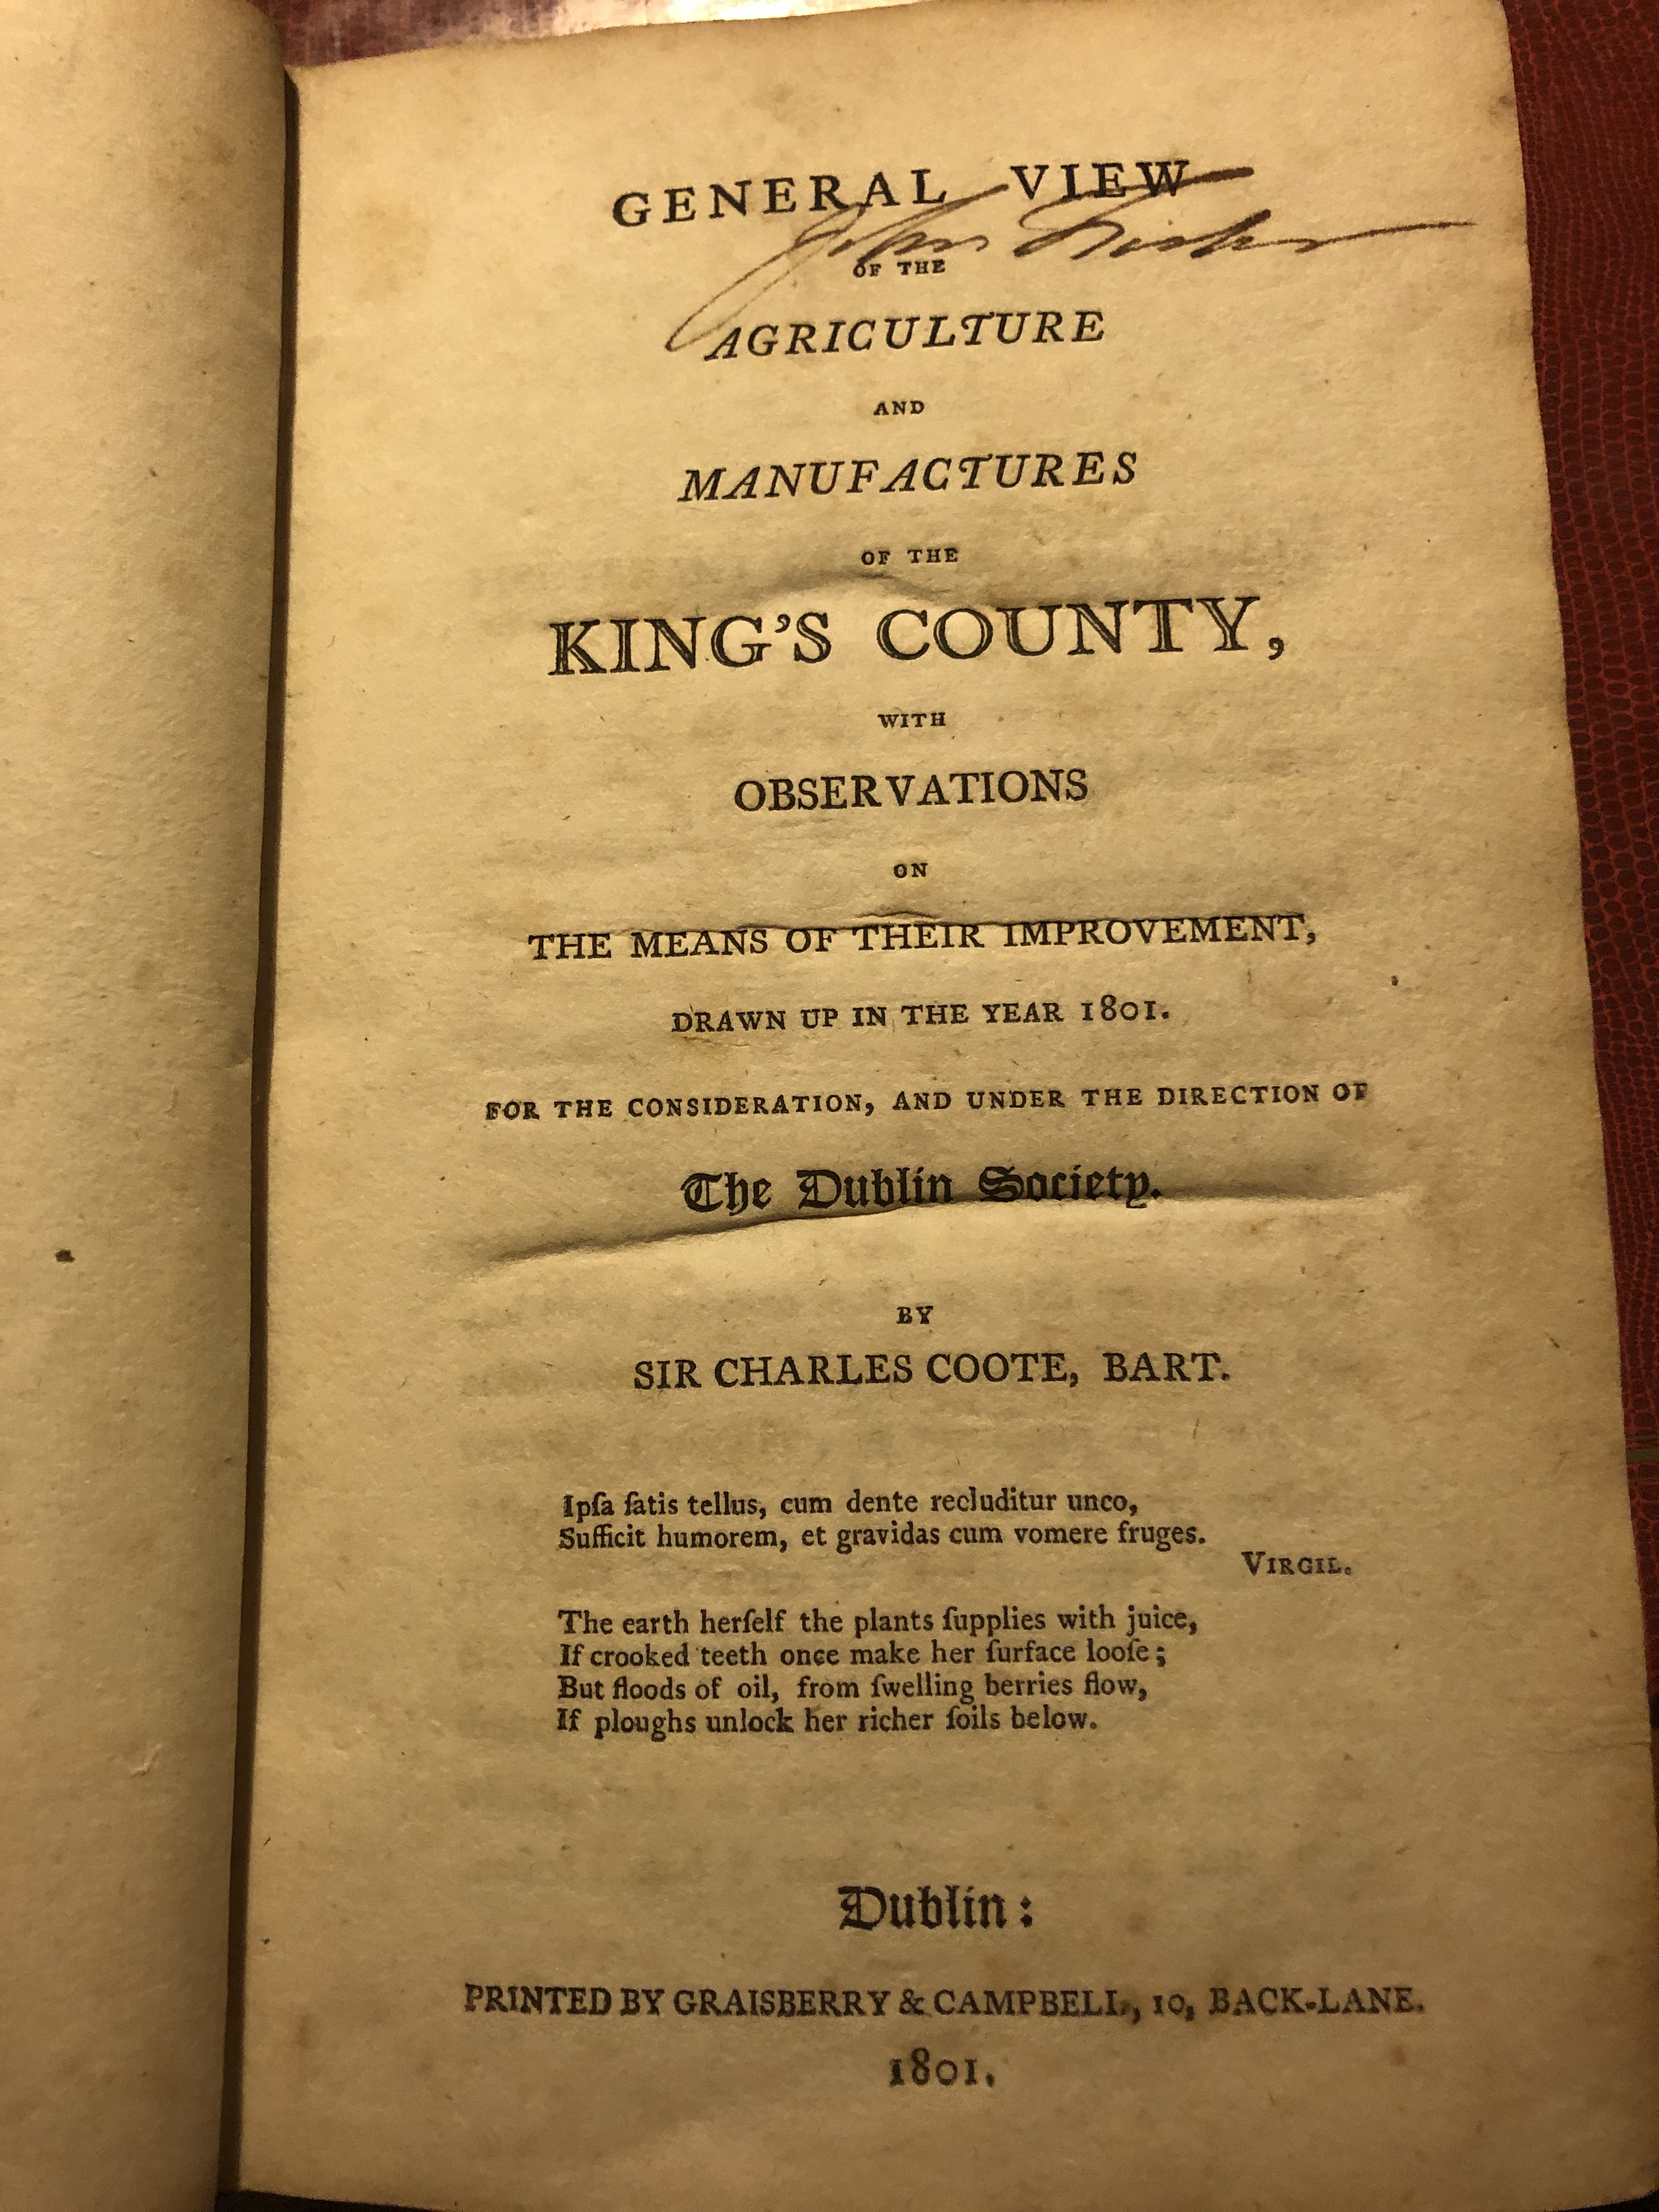 GENERAL VIEW
John
OF THE
AGRICULTURE
AND
MANUFACTURES
OF THE
KING'S COUNTY,
WITH
OBSERVATIONS
ON
THE MEANS OF THEIR IMPROVEMENT,
DRAWN UP IN THE YEAR 1801.
FOR THE CONSIDERATION, AND UNDER THE DIRECTION OF
The Dublin Society.
BY
SIR CHARLES COOTE, BART.
Ipſa ſatis tellus, cum dente recluditur unco,
Sufficit humorem, et gravidas cum vomere fruges.
VIRGIL.
The earth herſelf the plants ſupplies with juice,
If crooked teeth once make her ſurface looſe;
But floods of oil, from ſwelling berries flow,
If ploughs unlock her richer ſoils below.
Dublin:
PRINTED BY GRAISBERRY & CAMPBELL, 10, BACK-LANE.
1801.